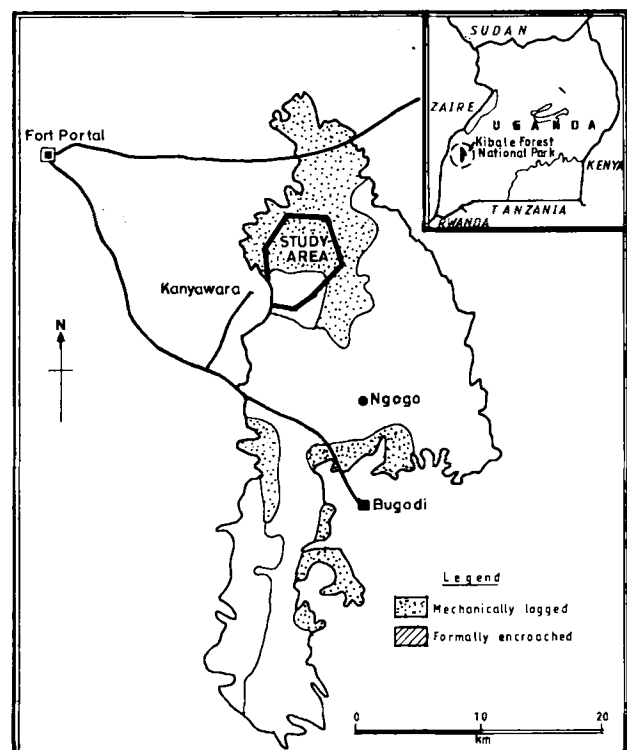 SUDAN
ZAIRE
UGANDA
Kibale Forest
National Park
KENYA
TANZANIA
RWANDA
Fort Portal
STUDY
AREA
Kanyawara
N
Ngogo
Bugodi
Legend
Mechanically logged
Formally encroached
0 10 20
km